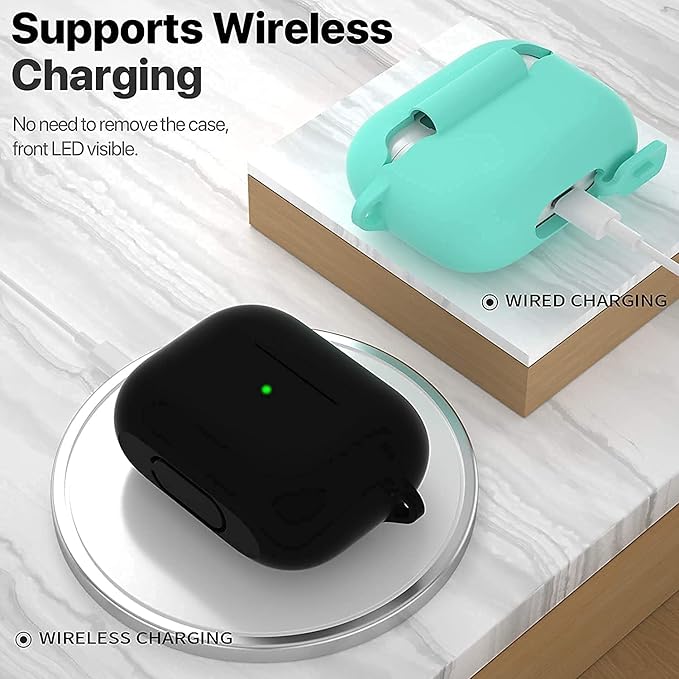 Supports Wireless
Charging
No need to remove the case,
front LED visible.
WIRED CHARGING
WIRELESS CHARGING